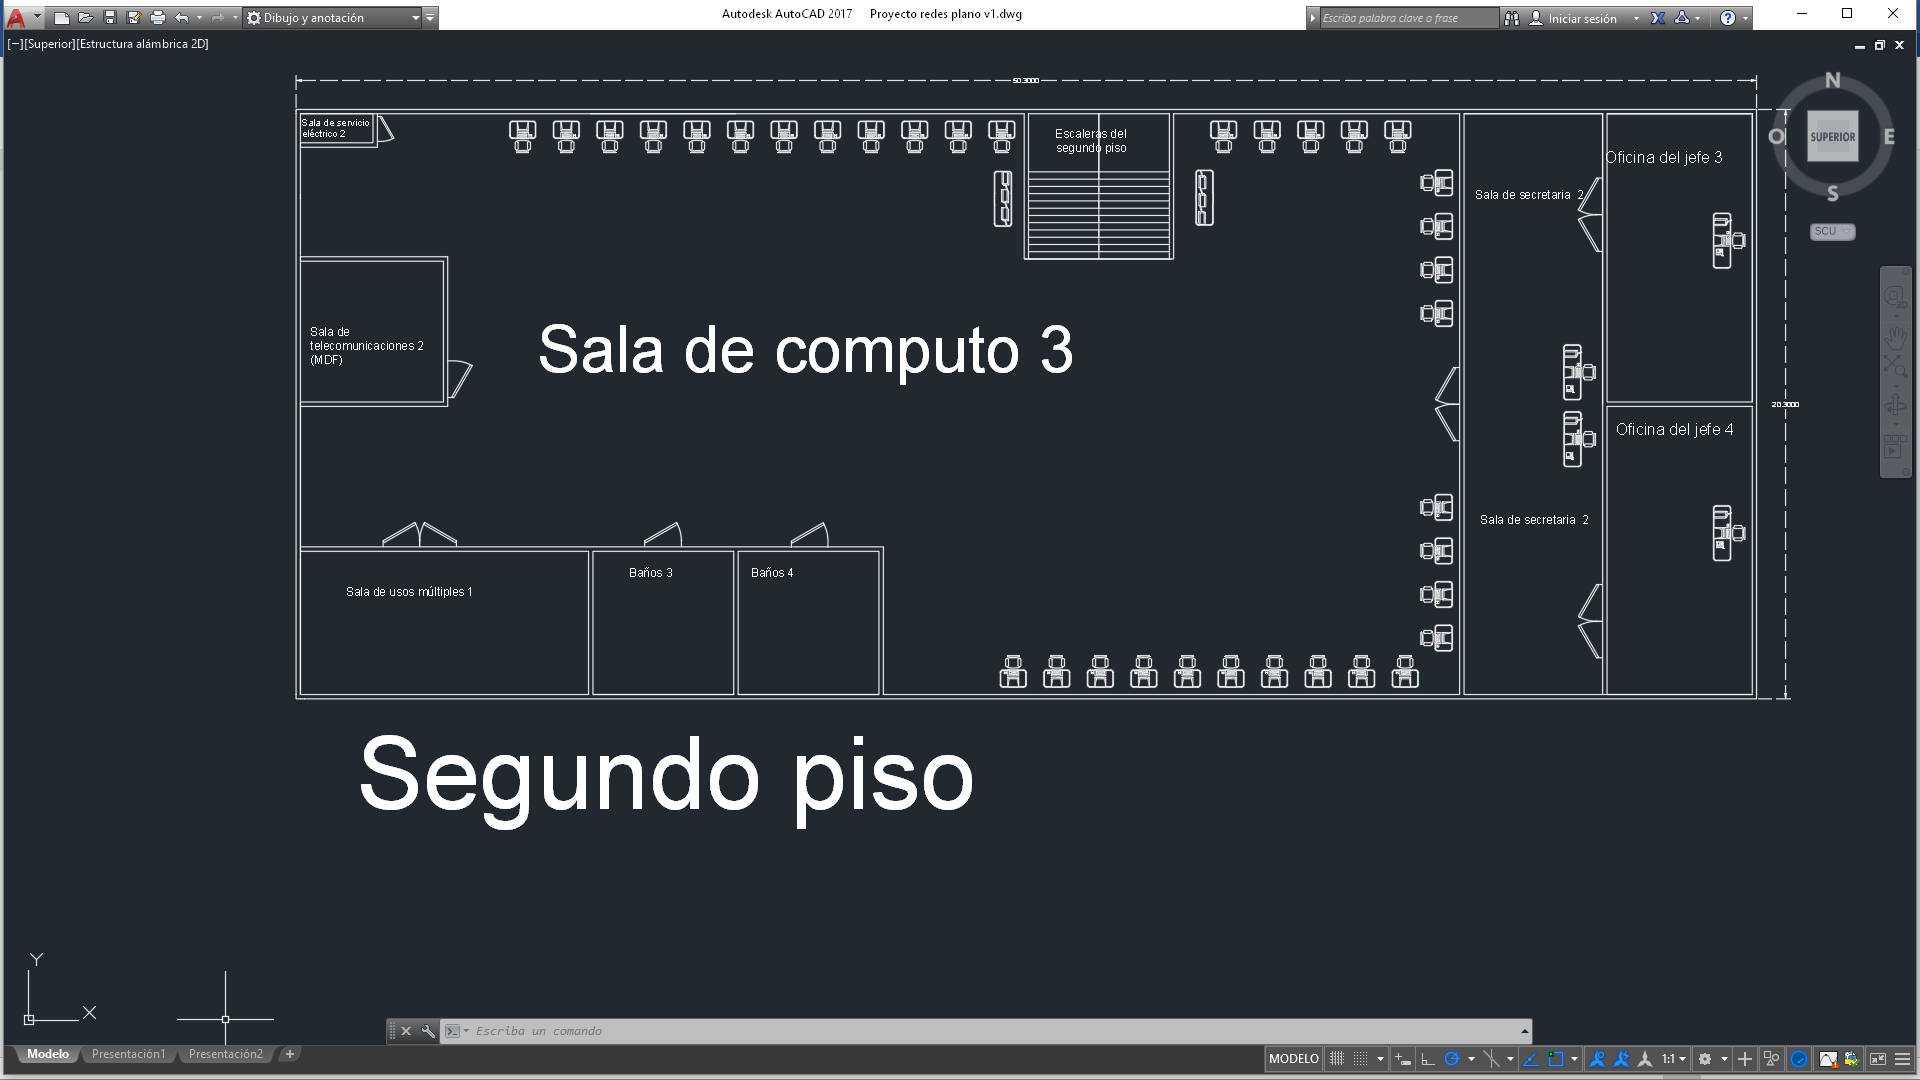 Dibujo y anotación
Autodesk AutoCAD 2017 Proyecto redes plano v1.dwg
Escriba palabra clave o frase
Iniciar sesión
[−][Superior][Estructura alámbrica 2D]
50.3000
Sala de servicio
eléctrico 2
Escaleras del
segundo piso
Oficina del jefe 3
Sala de secretaria 2
N
O
SUPERIOR
E
S
SCU
Sala de
telecomunicaciones 2
(MDF)
Sala de computo 3
20.3000
Oficina del jefe 4
Sala de secretaria 2
Baños 3
Baños 4
Sala de usos múltiples 1
Segundo piso
Y
X
Escriba un comando
Modelo
Presentación1
Presentación2
+
MODELO
1:1